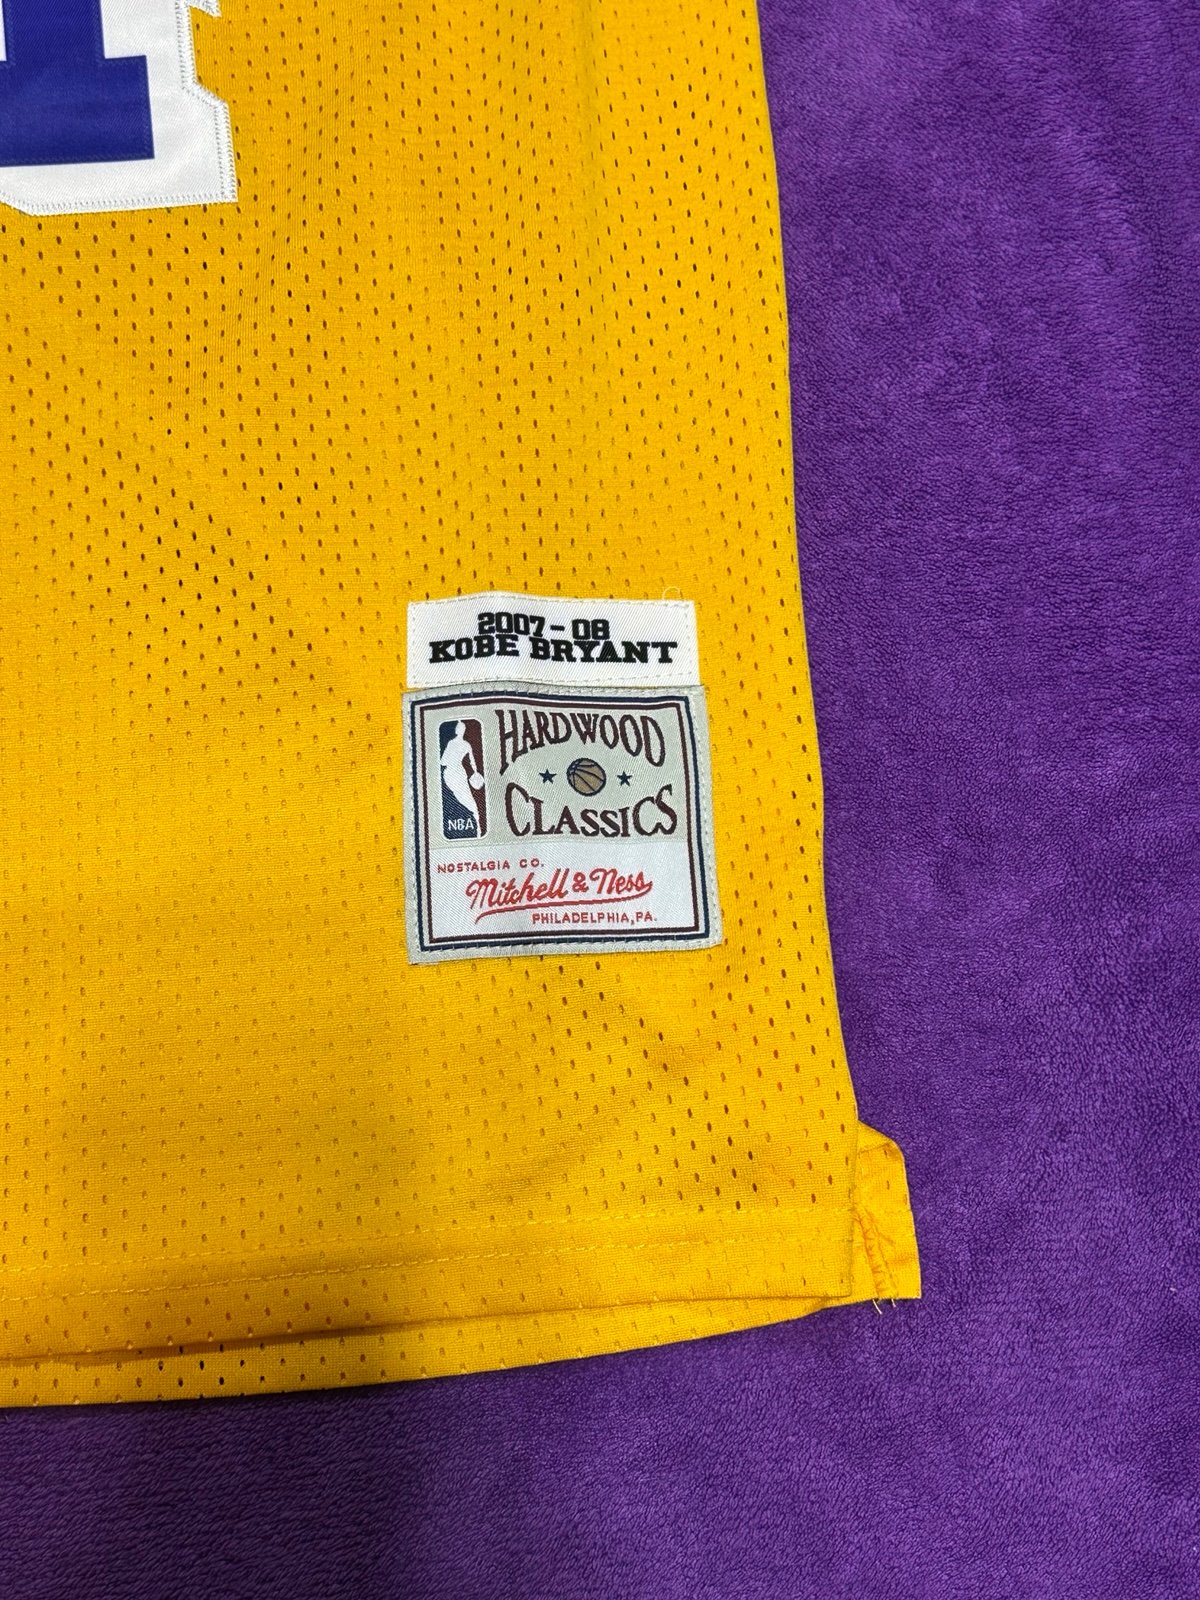 2007-08
KOBE BRYANT
HARDWOOD
CLASSICS
NBA
NOSTALGIA CO.
Mitchell & Ness
PHILADELPHIA, PA.